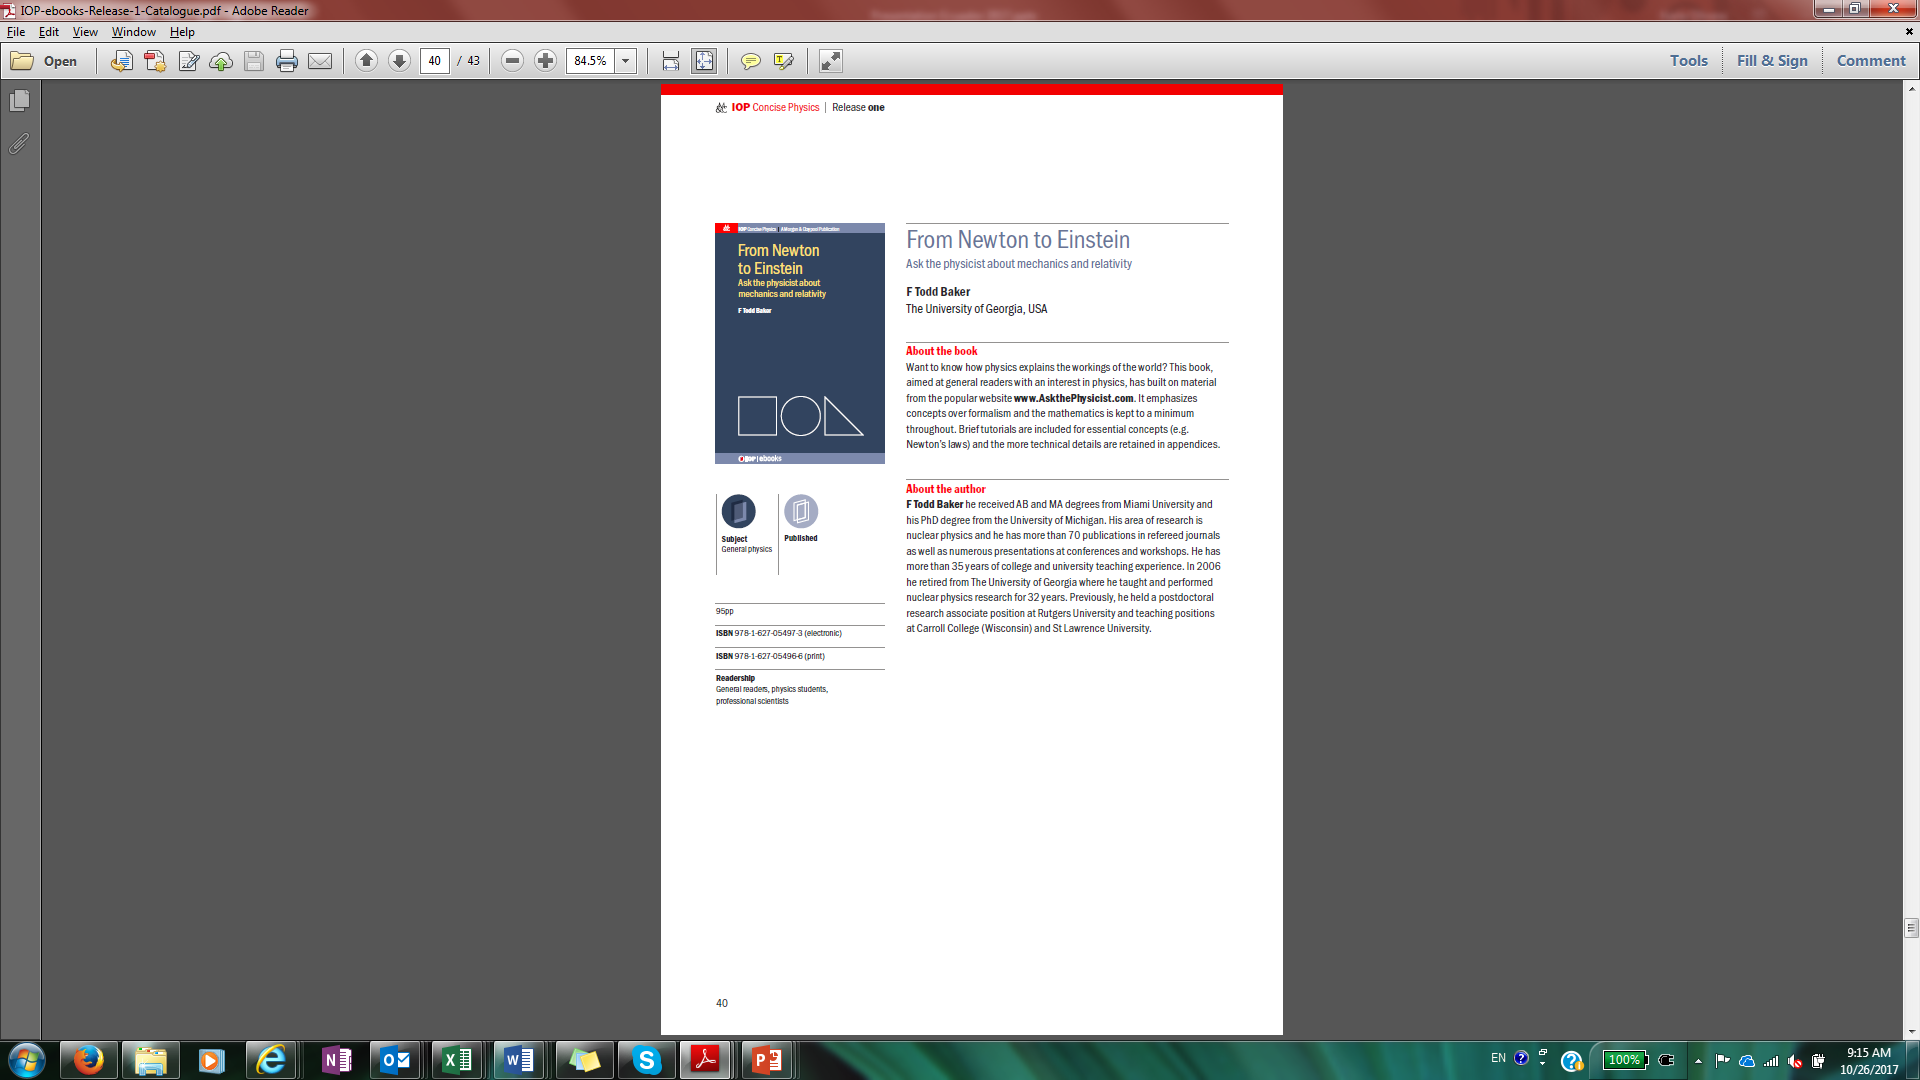 IOP-ebooks-Release-1-Catalogue.pdf - Adobe Reader
File Edit View Window Help
Open 40 / 43 84.5% Tools Fill & Sign Comment
IOP Concise Physics | Release one
IOP Concise Physics | A Morgan & Claypool Publication
From Newton
to Einstein
Ask the physicist about
mechanics and relativity
F Todd Baker
IOP | ebooks
Subject
General physics
Published
95pp
ISBN 978-1-627-05497-3 (electronic)
ISBN 978-1-627-05496-6 (print)
Readership
General readers, physics students,
professional scientists
From Newton to Einstein
Ask the physicist about mechanics and relativity
F Todd Baker
The University of Georgia, USA
About the book
Want to know how physics explains the workings of the world? This book,
aimed at general readers with an interest in physics, has built on material
from the popular website www.AskthePhysicist.com. It emphasizes
concepts over formalism and the mathematics is kept to a minimum
throughout. Brief tutorials are included for essential concepts (e.g.
Newton's laws) and the more technical details are retained in appendices.
About the author
F Todd Baker he received AB and MA degrees from Miami University and
his PhD degree from the University of Michigan. His area of research is
nuclear physics and he has more than 70 publications in refereed journals
as well as numerous presentations at conferences and workshops. He has
more than 35 years of college and university teaching experience. In 2006
he retired from The University of Georgia where he taught and performed
nuclear physics research for 32 years. Previously, he held a postdoctoral
research associate position at Rutgers University and teaching positions
at Carroll College (Wisconsin) and St Lawrence University.
40
EN 100% 9:15 AM
10/26/2017